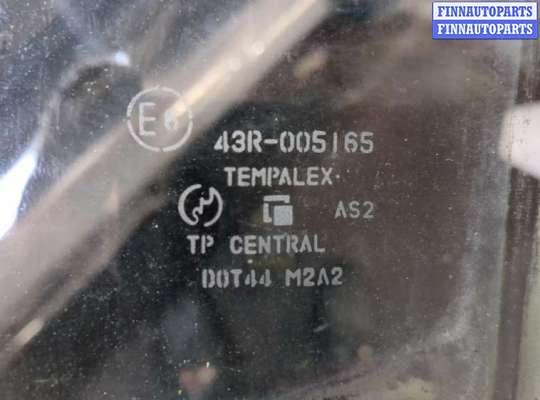 FINNAUTOPARTS
FINNAUTOPARTS
E6
43R-005165
TEMPALEX
AS2
TP CENTRAL
DOT44 M2A2